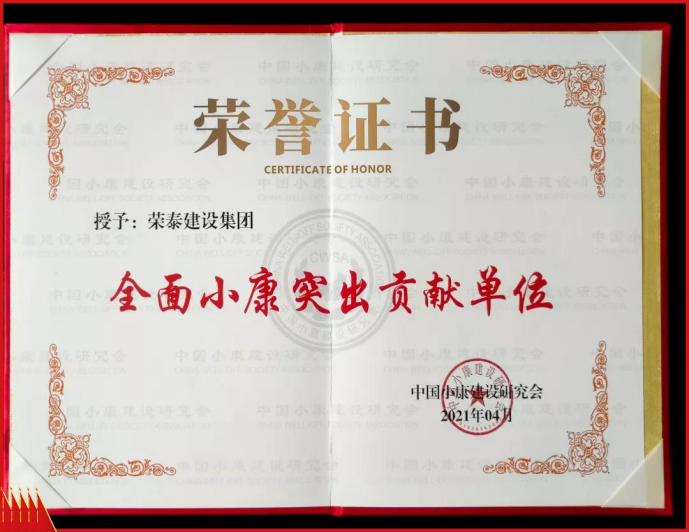 荣誉证书
CERTIFICATE OF HONOR
授予：荣泰建设集团
全面小康突出贡献单位
中国小康建设研究会
2021年04月